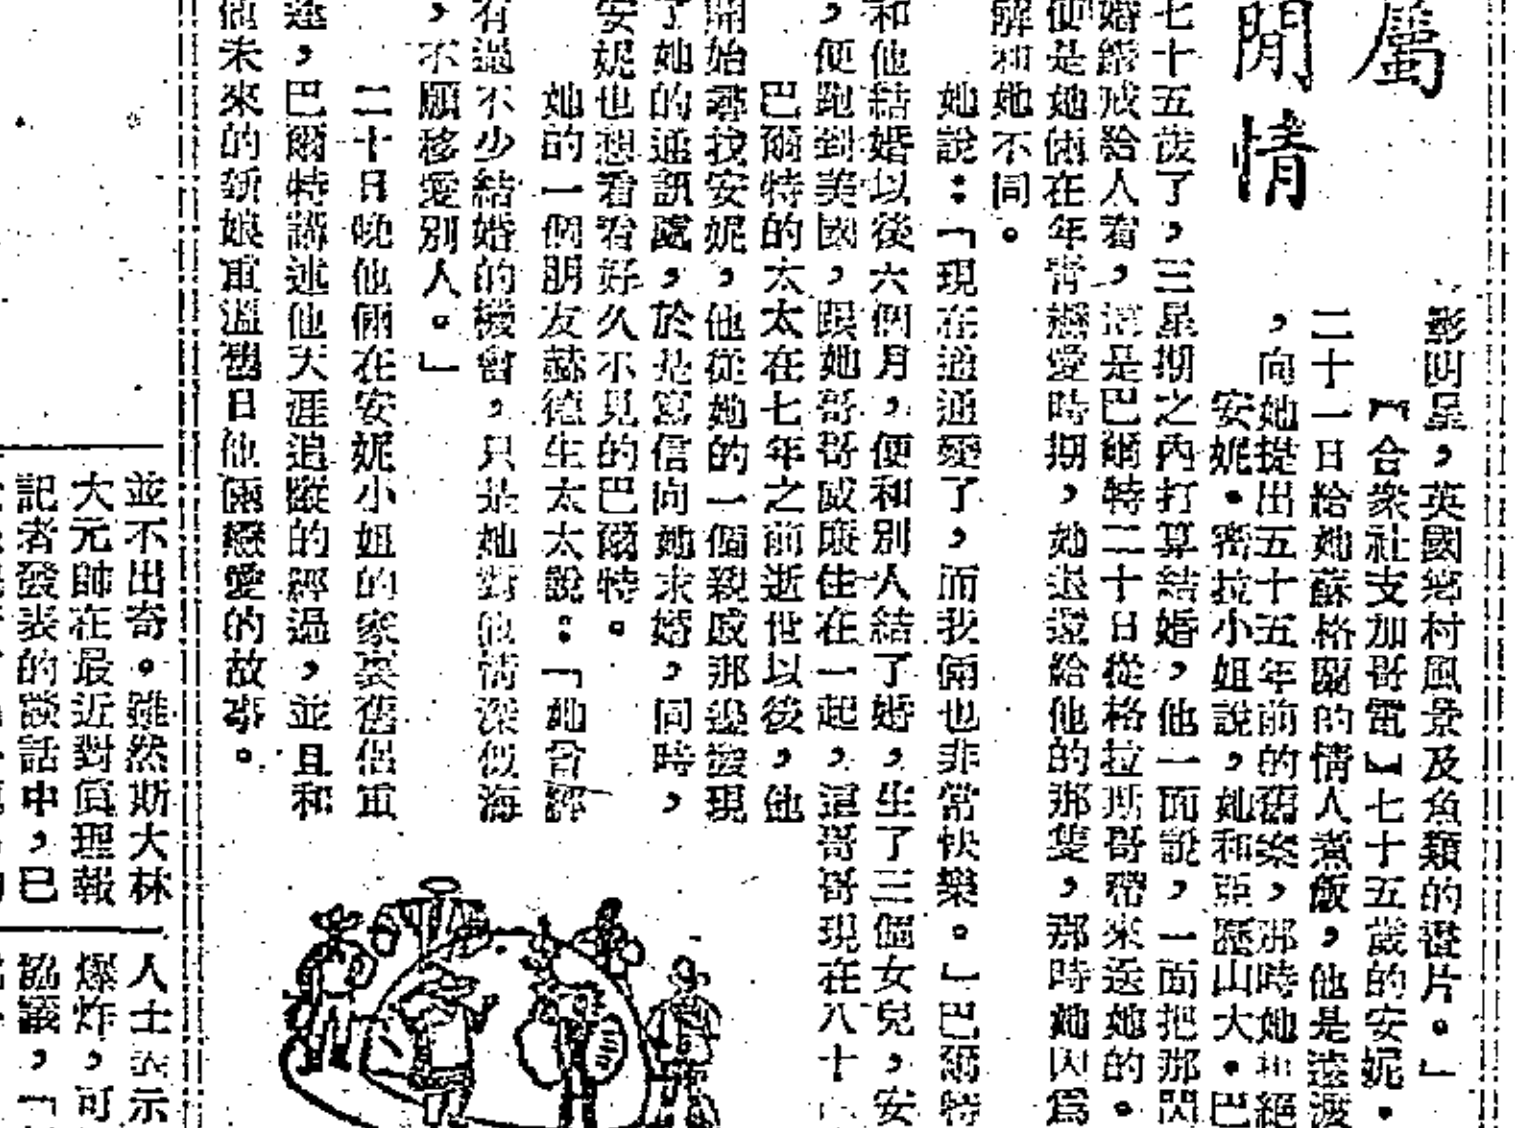 屬
閒情
影明星，英國鄉村風景及魚類的證片。」
【合衆社支加哥電】七十五歲的安妮・
二十一日給她蘇格蘭的情人煮飯，他是遠渡
，向她提出五十五年前的舊案，那時她拒絕
安妮・密拉小姐說，她和亞歷山大・巴
七十五歲了，三星期之內打算結婚，他一面說，一面把那閃
婚戒給人看，這是巴爾特二十日從格拉斯哥帶來送她的。
便是她倆在年青戀愛時期，她退還給他的那隻，那時她因爲
解和她不同。
她說：「現在通通變了，而我倆也非常快樂。」巴爾特
和他結婚以後六個月，便和別人結了婚，生了三個女兒，安
，便跑到美國，跟她哥哥威廉住在一起，這哥哥現在八十
巴爾特的太太在七年之前逝世以後，他
開始尋找安妮，他從她的一個親戚那邊發現
了她的通訊處，於是寫信向她求婚，同時，
安妮也想看看好久不見的巴爾特。
她的一個朋友赫德生太太說：「她曾經
有過不少結婚的機會，只是她對他情深似海
，不願移愛別人。」
二十日晚他倆在安妮小姐的家裏舊侶重
逢，巴爾特講述他天涯追蹤的經過，並且和
他未來的新娘重溫舊日他倆戀愛的故事。
並不出奇。雖然斯大林
大元帥在最近對眞理報
記者發表的談話中，巳
人士表示
爆炸，可
協議，「